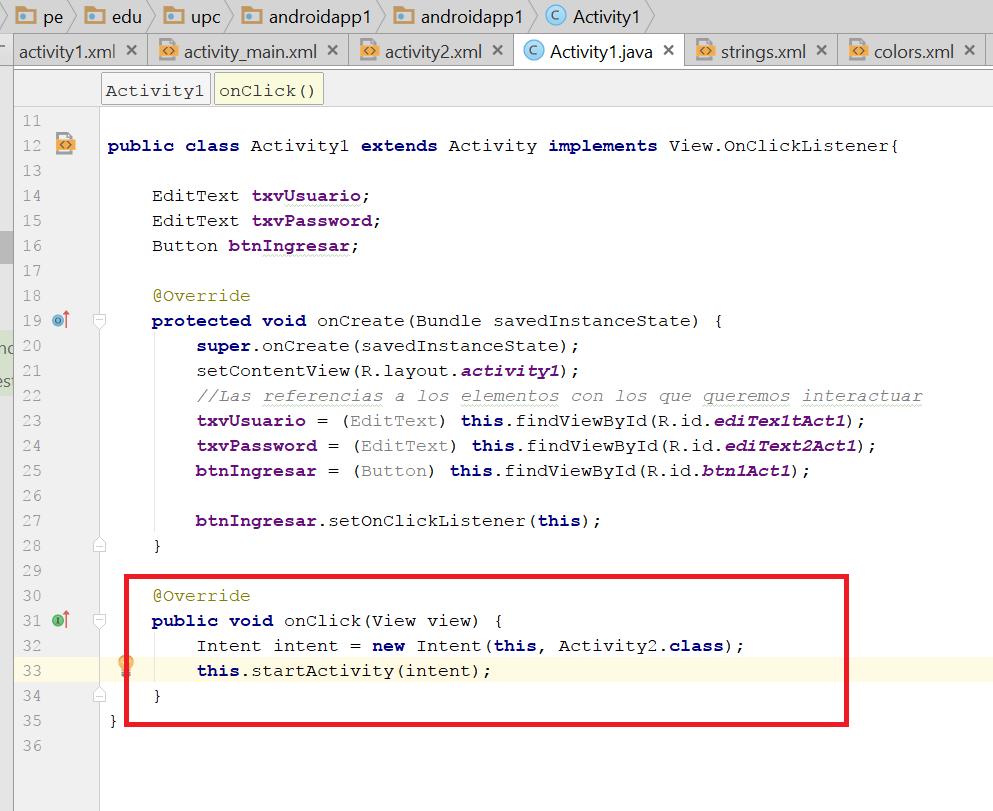 pe edu upc androidapp1 androidapp1 Activity1
activity1.xml activity_main.xml activity2.xml Activity1.java strings.xml colors.xml
Activity1 onClick()
11
12 public class Activity1 extends Activity implements View.OnClickListener{
13
14 EditText txvUsuario;
15 EditText txvPassword;
16 Button btnIngresar;
17
18 @Override
19 protected void onCreate(Bundle savedInstanceState) {
20 super.onCreate(savedInstanceState);
21 setContentView(R.layout.activity1);
22 //Las referencias a los elementos con los que queremos interactuar
23 txvUsuario = (EditText) this.findViewById(R.id.ediTex1tAct1);
24 txvPassword = (EditText) this.findViewById(R.id.ediText2Act1);
25 btnIngresar = (Button) this.findViewById(R.id.btn1Act1);
26
27 btnIngresar.setOnClickListener(this);
28 }
29
30 @Override
31 public void onClick(View view) {
32 Intent intent = new Intent(this, Activity2.class);
33 this.startActivity(intent);
34 }
35 }
36